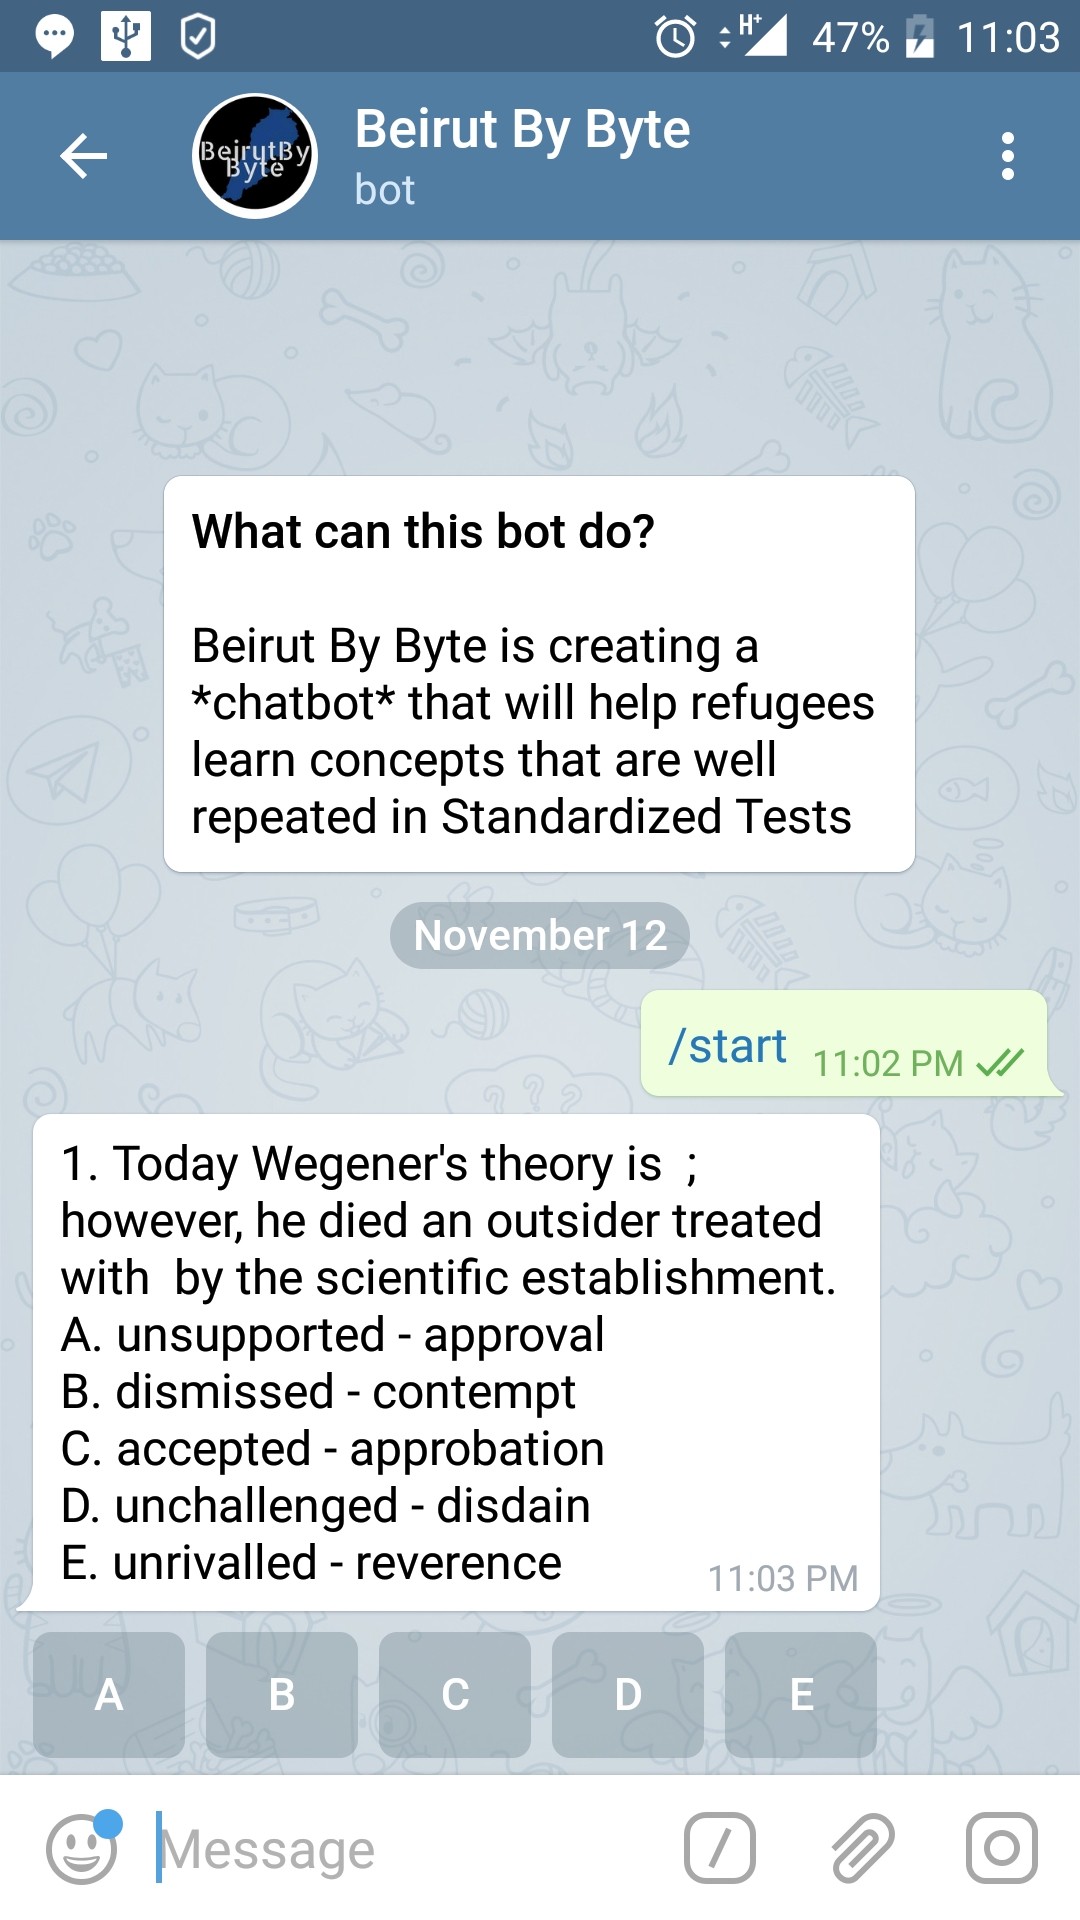 H+ 47% 11:03
BeirutBy
Byte
Beirut By Byte
bot
What can this bot do?
Beirut By Byte is creating a
*chatbot* that will help refugees
learn concepts that are well
repeated in Standardized Tests
November 12
/start 11:02 PM
1. Today Wegener's theory is  ;
however, he died an outsider treated
with  by the scientific establishment.
A. unsupported - approval
B. dismissed - contempt
C. accepted - approbation
D. unchallenged - disdain
E. unrivalled - reverence
11:03 PM
A B C D E
Message